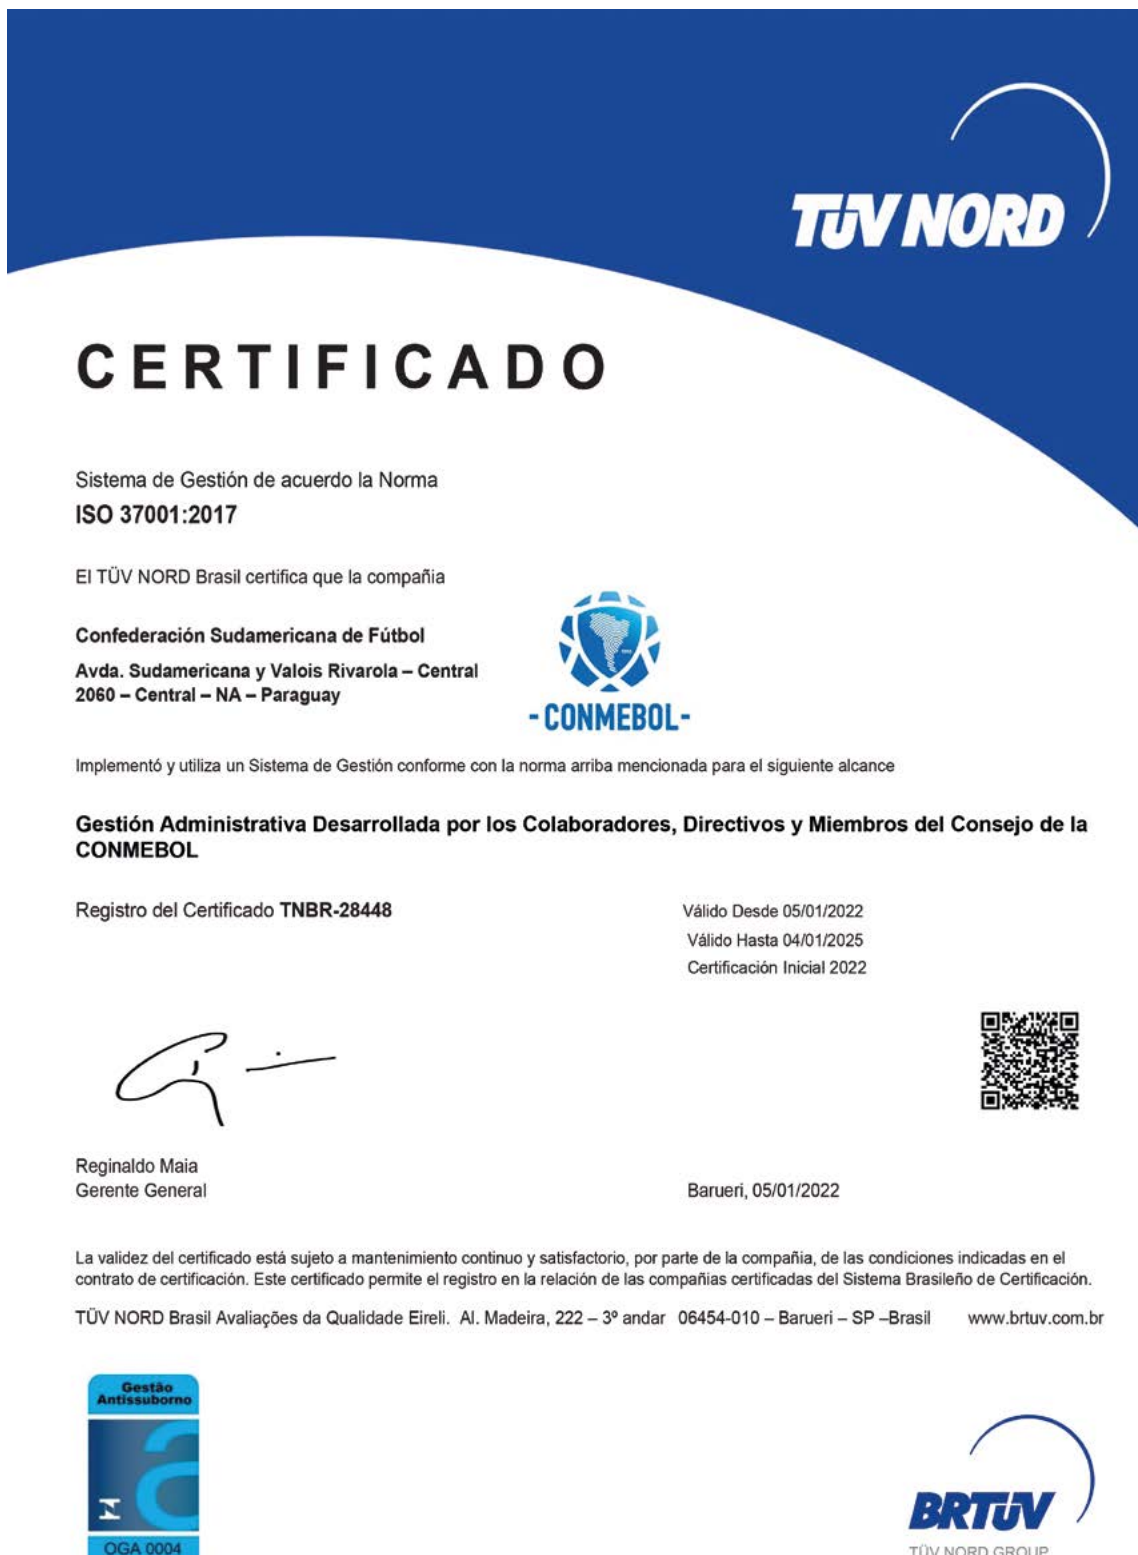 TÜV NORD
CERTIFICADO
Sistema de Gestión de acuerdo la Norma
ISO 37001:2017
El TÜV NORD Brasil certifica que la compañia
Confederación Sudamericana de Fútbol
Avda. Sudamericana y Valois Rivarola – Central
2060 – Central – NA – Paraguay
- CONMEBOL -
Implementó y utiliza un Sistema de Gestión conforme con la norma arriba mencionada para el siguiente alcance
Gestión Administrativa Desarrollada por los Colaboradores, Directivos y Miembros del Consejo de la
CONMEBOL
Registro del Certificado TNBR-28448
Válido Desde 05/01/2022
Válido Hasta 04/01/2025
Certificación Inicial 2022
Reginaldo Maia
Gerente General
Barueri, 05/01/2022
La validez del certificado está sujeto a mantenimiento continuo y satisfactorio, por parte de la compañia, de las condiciones indicadas en el
contrato de certificación. Este certificado permite el registro en la relación de las compañias certificadas del Sistema Brasileño de Certificación.
TÜV NORD Brasil Avaliações da Qualidade Eireli. Al. Madeira, 222 – 3º andar 06454-010 – Barueri – SP –Brasil www.brtuv.com.br
Gestão
Antissuborno
OGA 0004
BRTÜV
TÜV NORD GROUP